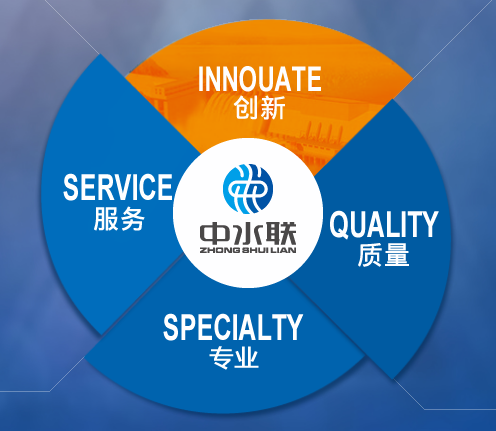 INNOUATE
创新
SERVICE
服务
中水联
ZHONG SHUI LIAN
QUALITY
质量
SPECIALTY
专业